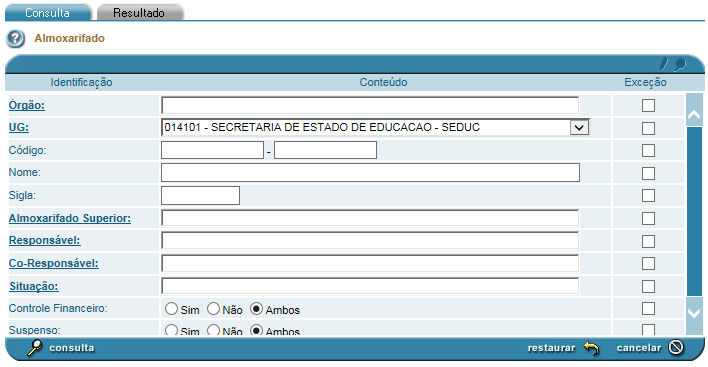 Consulta Resultado
Almoxarifado
Identificação Conteúdo Exceção
Órgão:
UG: 014101 - SECRETARIA DE ESTADO DE EDUCACAO - SEDUC
Código: -
Nome:
Sigla:
Almoxarifado Superior:
Responsável:
Co-Responsável:
Situação:
Controle Financeiro: Sim Não Ambos
Suspenso: Sim Não Ambos
consulta restaurar cancelar